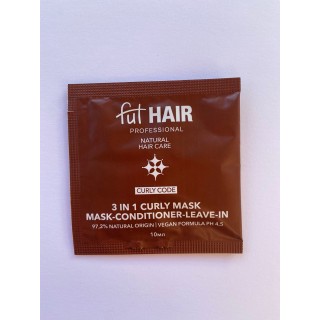 fut HAIR
PROFESSIONAL
NATURAL
HAIR CARE
CURLY CODE
3 IN 1 CURLY MASK
MASK-CONDITIONER-LEAVE-IN
97,2% NATURAL ORIGIN | VEGAN FORMULA PH 4.5
10мл